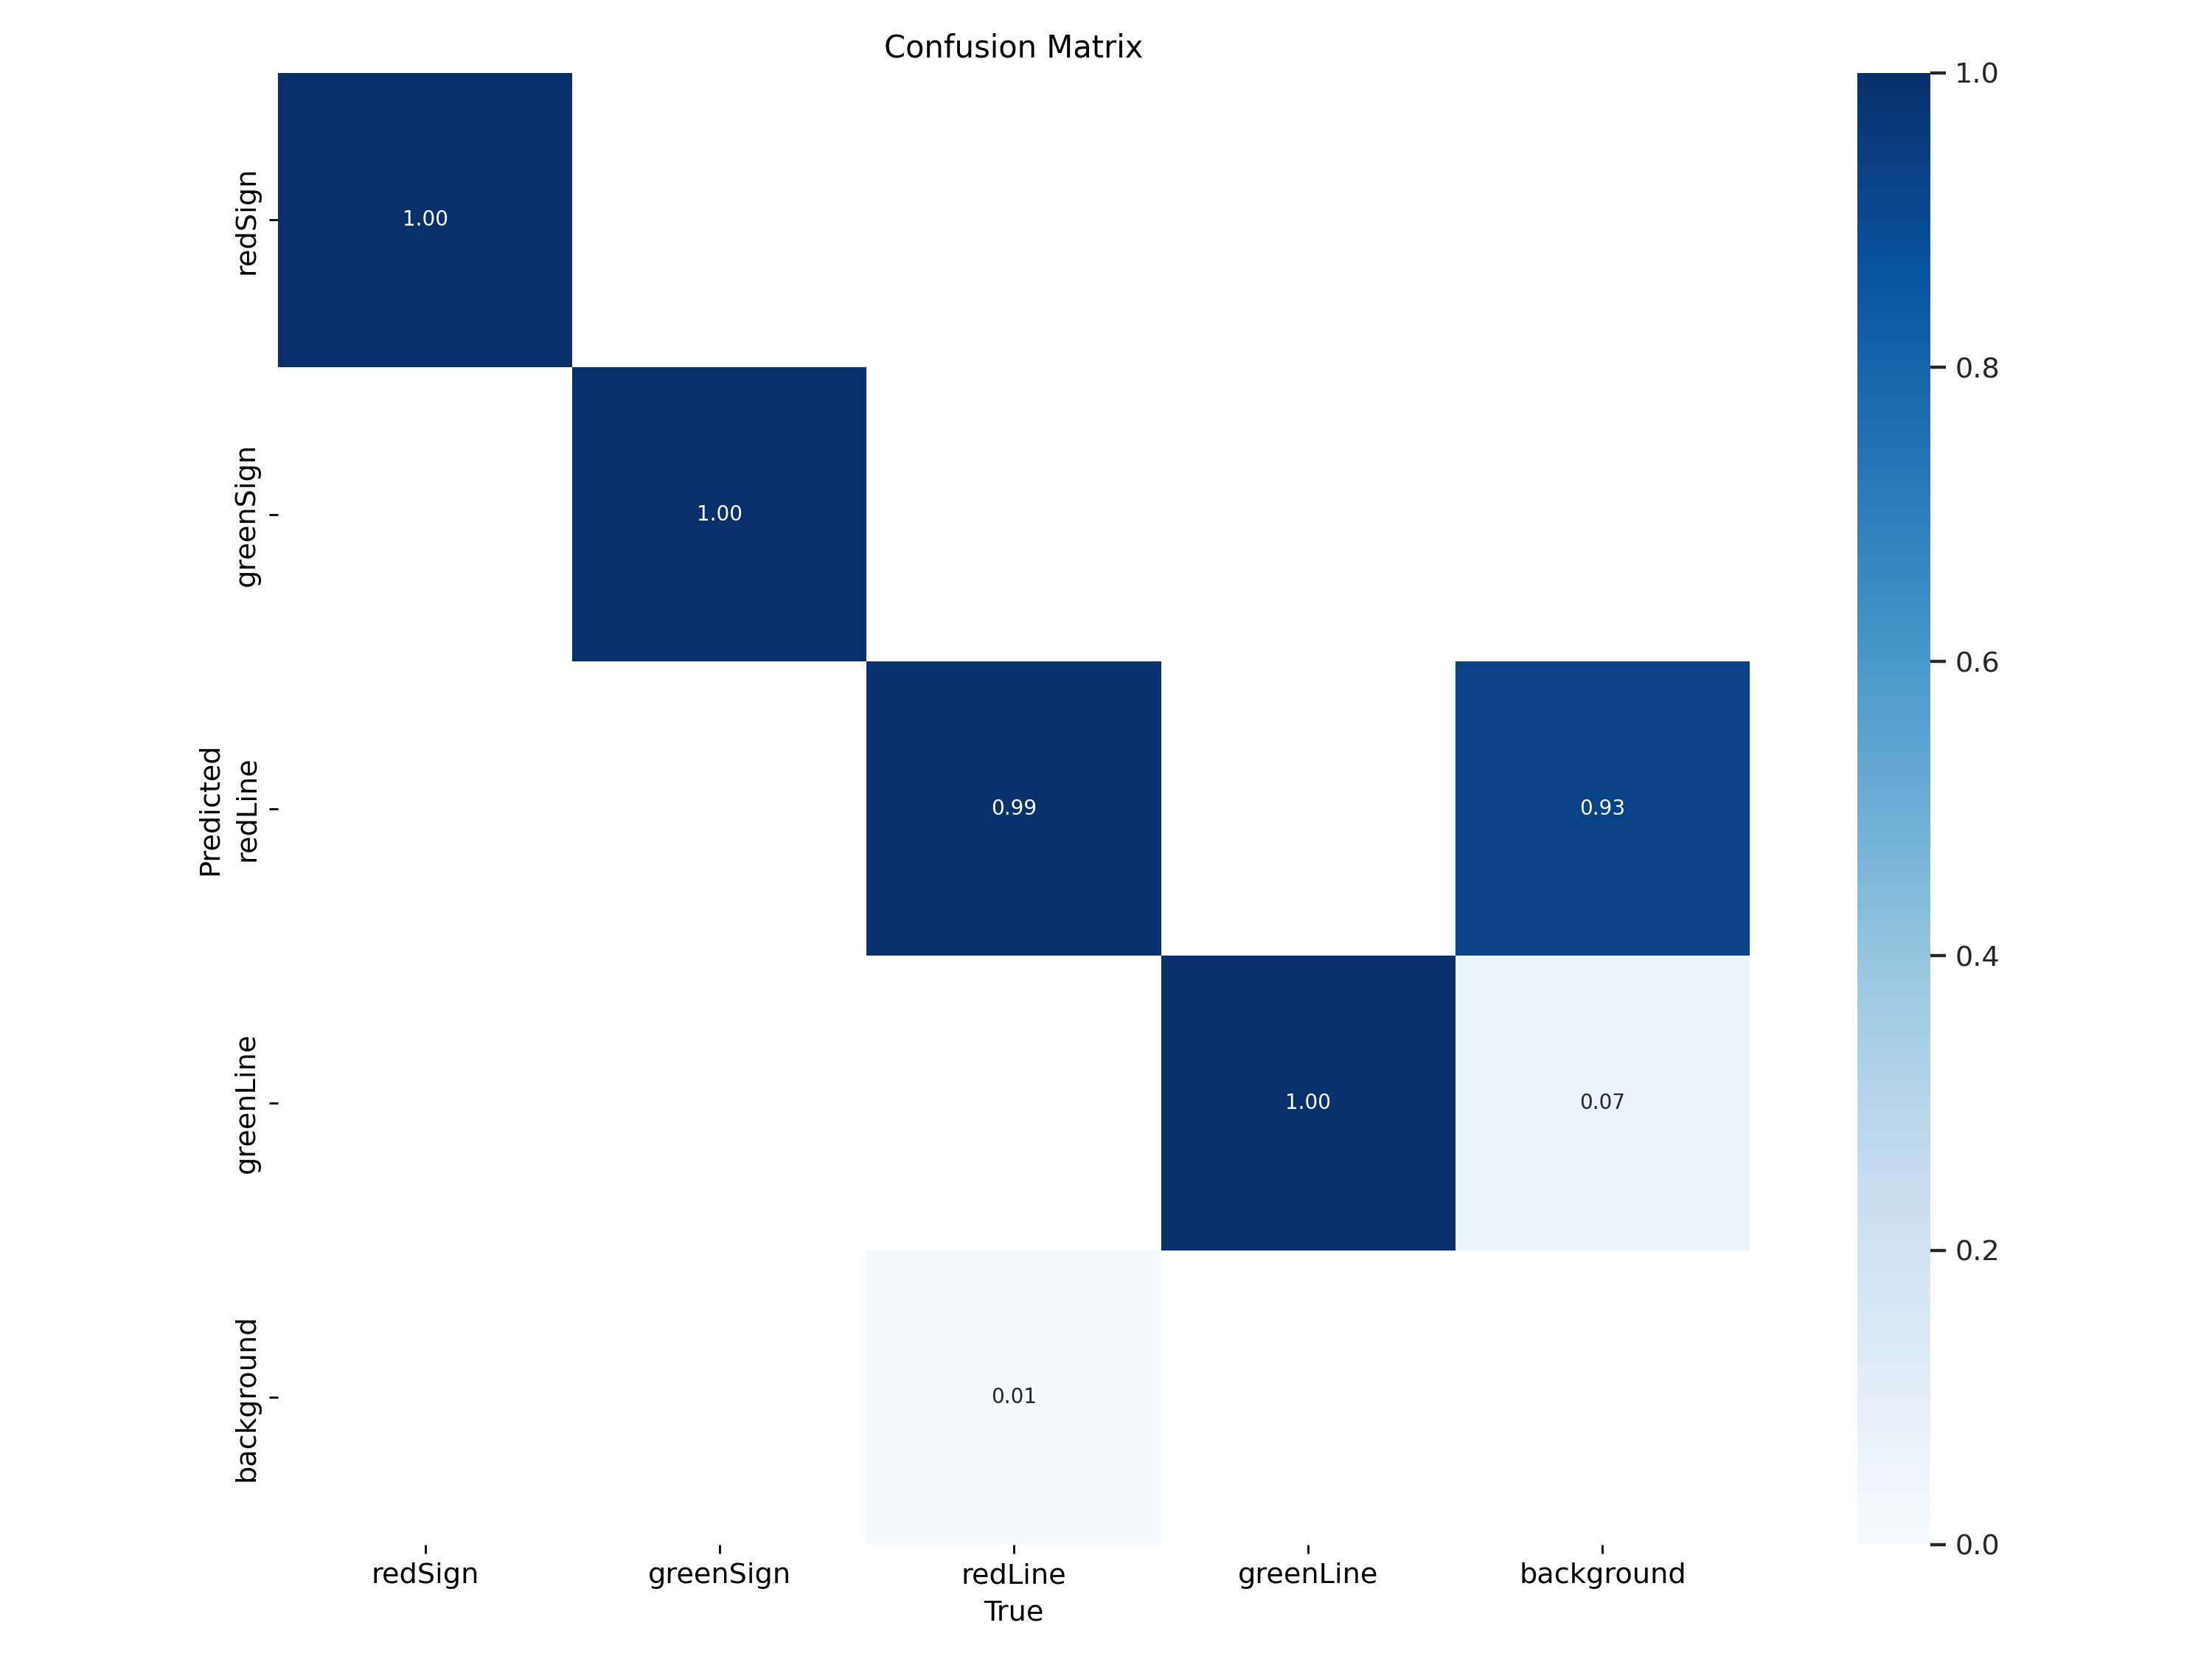 Confusion Matrix
1.0
redSign
1.00
0.8
greenSign
1.00
0.6
Predicted
redLine
0.99
0.93
0.4
greenLine
1.00
0.07
0.2
background
0.01
0.0
redSign greenSign redLine greenLine background
True